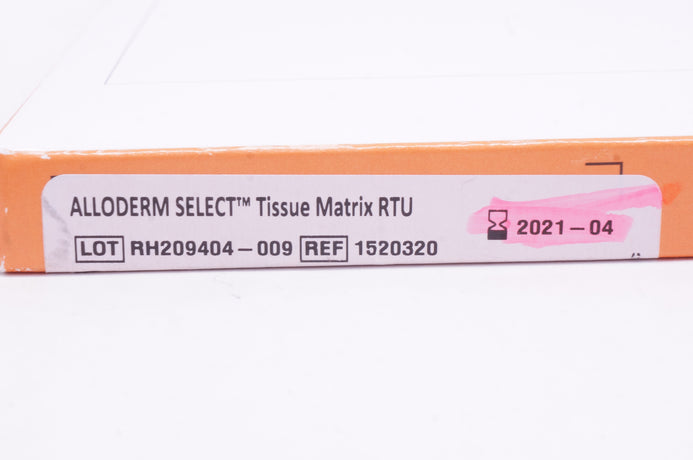 ALLODERM SELECT™ Tissue Matrix RTU
LOT RH209404-009 REF 1520320
2021-04